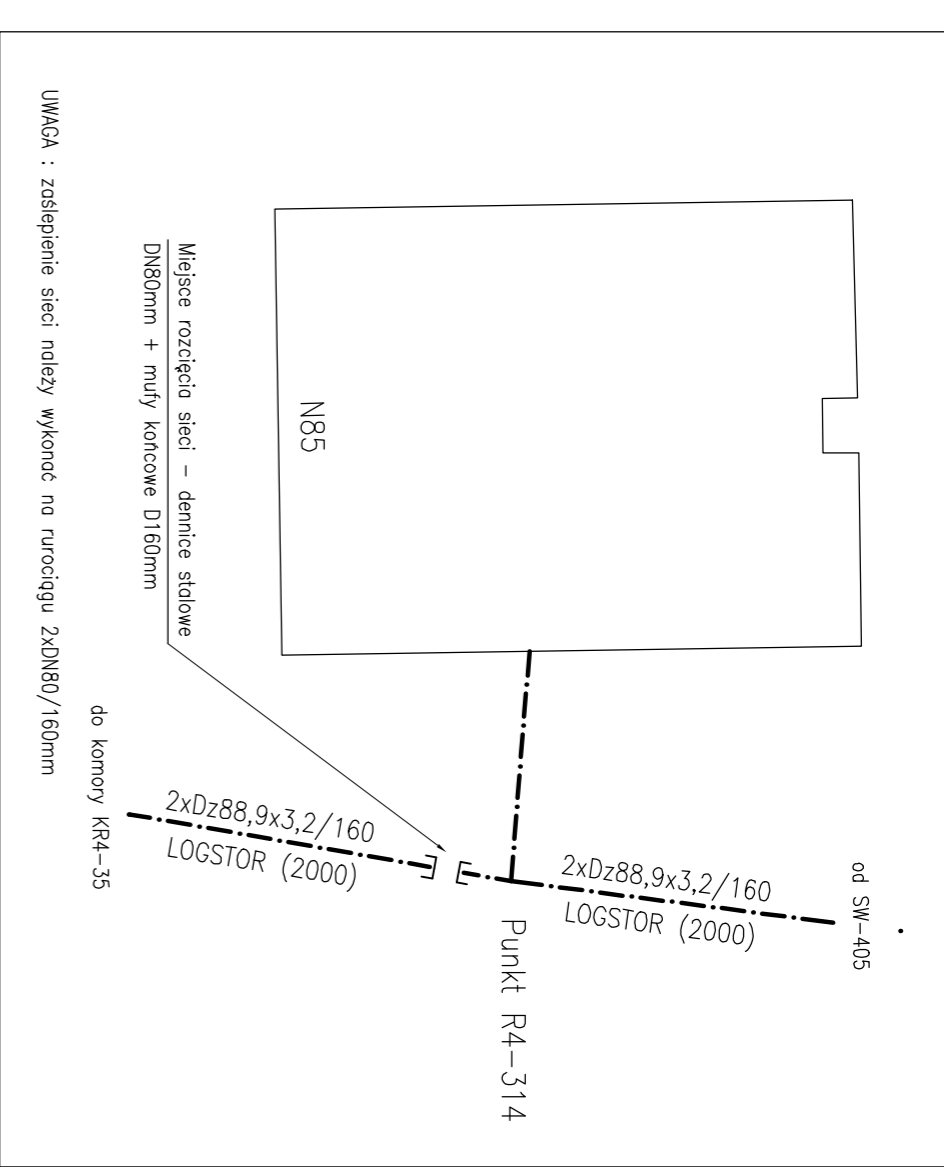 od SW-405
2xDz88,9x3,2/160
LOGSTOR (2000)
Punkt R4-314
N85
2xDz88,9x3,2/160
LOGSTOR (2000)
do komory KR4-35
Miejsce rozcięcia sieci - dennice stalowe
DN80mm + mufy końcowe D160mm
UWAGA : zaślepienie sieci należy wykonać na rurociągu 2xDN80/160mm